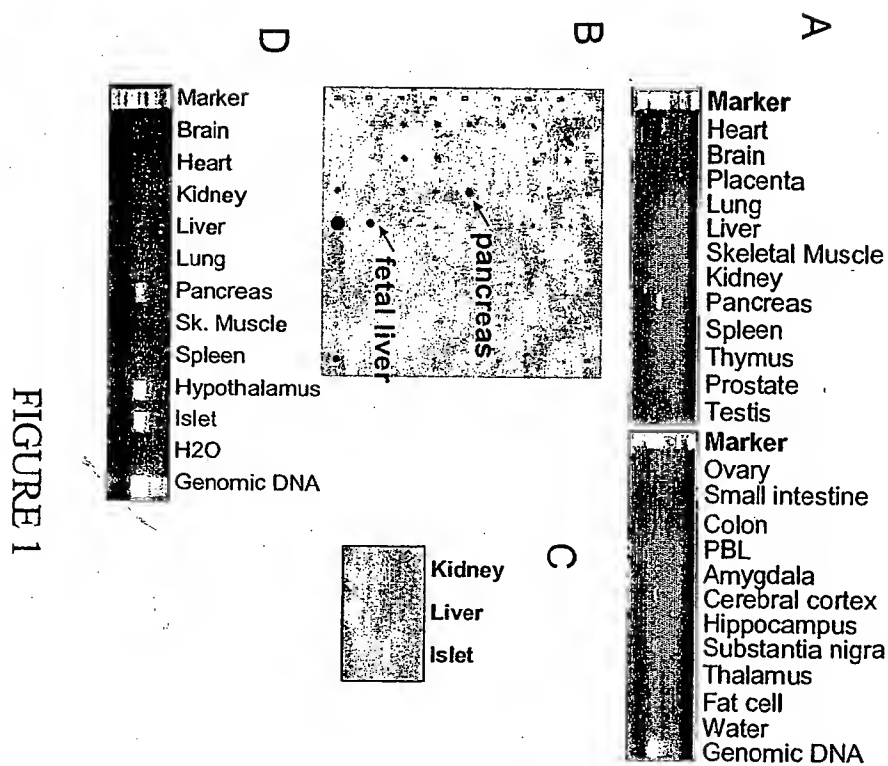 A
Marker
Heart
Brain
Placenta
Lung
Liver
Skeletal Muscle
Kidney
Pancreas
Spleen
Thymus
Prostate
Testis
Marker
Ovary
Small intestine
Colon
PBL
Amygdala
Cerebral cortex
Hippocampus
Substantia nigra
Thalamus
Fat cell
Water
Genomic DNA
B
pancreas
fetal liver
C
Kidney
Liver
Islet
D
Marker
Brain
Heart
Kidney
Liver
Lung
Pancreas
Sk. Muscle
Spleen
Hypothalamus
Islet
H2O
Genomic DNA
FIGURE 1